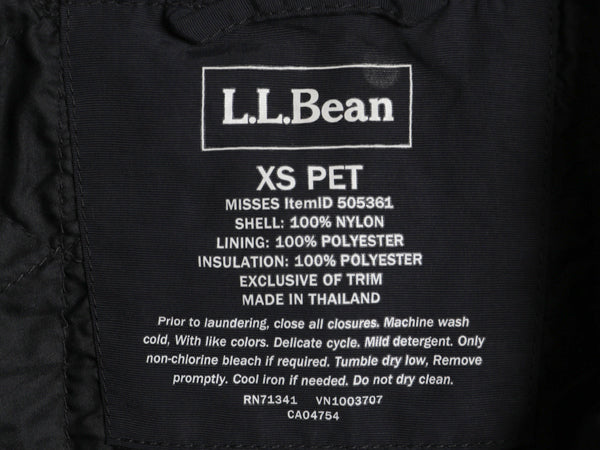 L.L.Bean
XS PET
MISSES ItemID 505361
SHELL: 100% NYLON
LINING: 100% POLYESTER
INSULATION: 100% POLYESTER
EXCLUSIVE OF TRIM
MADE IN THAILAND
Prior to laundering, close all closures. Machine wash
cold, With like colors. Delicate cycle. Mild detergent. Only
non-chlorine bleach if required. Tumble dry low, Remove
promptly. Cool iron if needed. Do not dry clean.
RN71341 VN1003707
CA04754